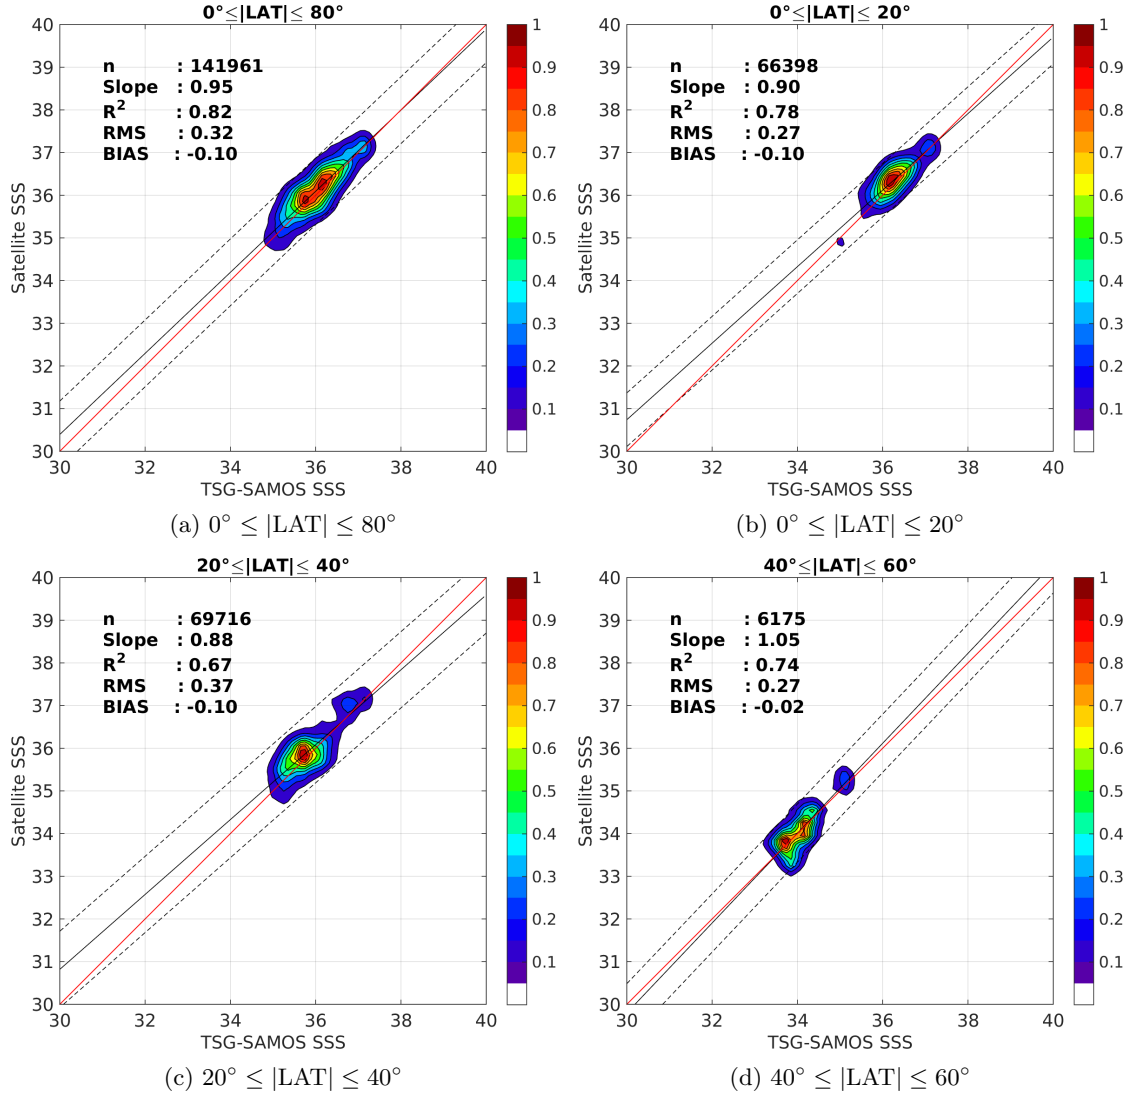 0°≤|LAT|≤ 80°
n : 141961
Slope : 0.95
R² : 0.82
RMS : 0.32
BIAS : -0.10
40
39
38
37
36
35
34
33
32
31
30
Satellite SSS
30 32 34 36 38 40
TSG-SAMOS SSS
1
0.9
0.8
0.7
0.6
0.5
0.4
0.3
0.2
0.1
(a) 0° ≤ |LAT| ≤ 80°
0°≤|LAT|≤ 20°
n : 66398
Slope : 0.90
R² : 0.78
RMS : 0.27
BIAS : -0.10
40
39
38
37
36
35
34
33
32
31
30
Satellite SSS
30 32 34 36 38 40
TSG-SAMOS SSS
1
0.9
0.8
0.7
0.6
0.5
0.4
0.3
0.2
0.1
(b) 0° ≤ |LAT| ≤ 20°
20°≤|LAT|≤ 40°
n : 69716
Slope : 0.88
R² : 0.67
RMS : 0.37
BIAS : -0.10
40
39
38
37
36
35
34
33
32
31
30
Satellite SSS
30 32 34 36 38 40
TSG-SAMOS SSS
1
0.9
0.8
0.7
0.6
0.5
0.4
0.3
0.2
0.1
(c) 20° ≤ |LAT| ≤ 40°
40°≤|LAT|≤ 60°
n : 6175
Slope : 1.05
R² : 0.74
RMS : 0.27
BIAS : -0.02
40
39
38
37
36
35
34
33
32
31
30
Satellite SSS
30 32 34 36 38 40
TSG-SAMOS SSS
1
0.9
0.8
0.7
0.6
0.5
0.4
0.3
0.2
0.1
(d) 40° ≤ |LAT| ≤ 60°